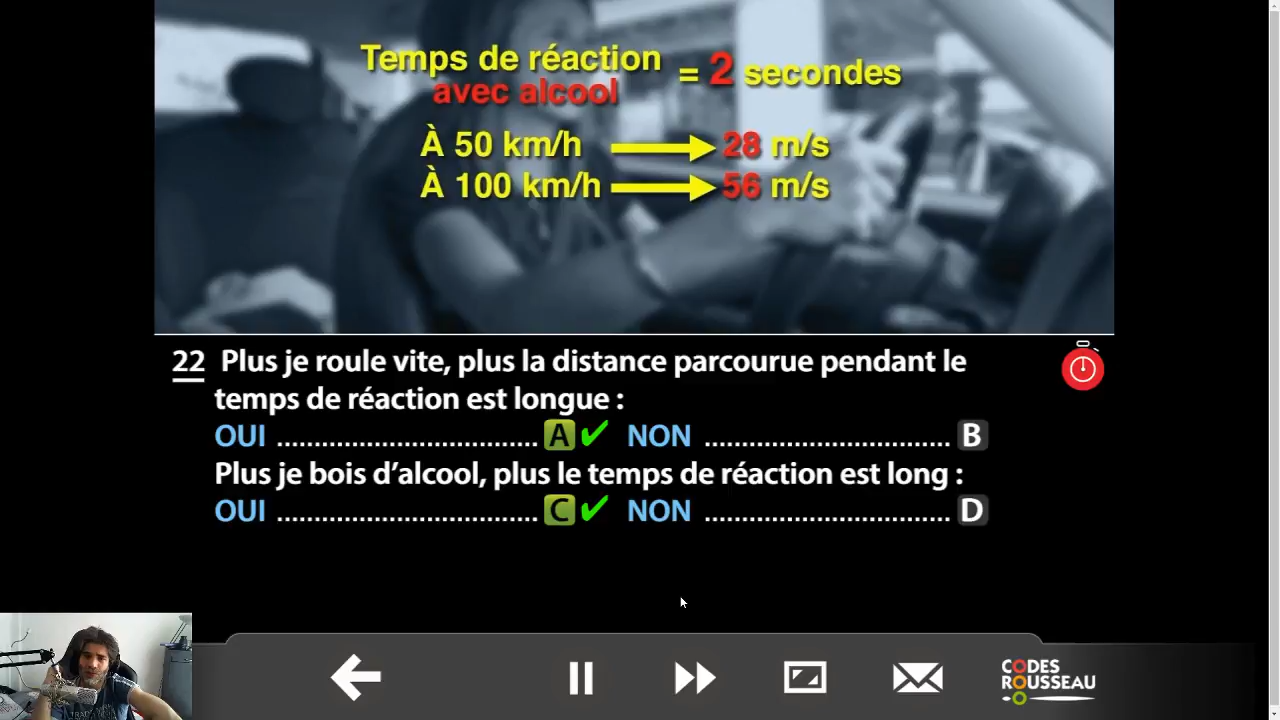 Temps de réaction
avec alcool
= 2 secondes
À 50 km/h 28 m/s
À 100 km/h 56 m/s
22 Plus je roule vite, plus la distance parcourue pendant le
temps de réaction est longue :
OUI .................................. A ✔ NON ................................ B
Plus je bois d’alcool, plus le temps de réaction est long :
OUI .................................. C ✔ NON ................................ D
CODES
ROUSSEAU